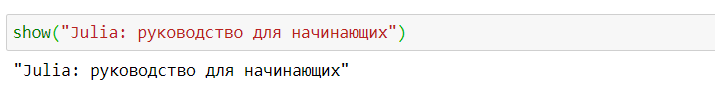 show("Julia: руководство для начинающих")
"Julia: руководство для начинающих"